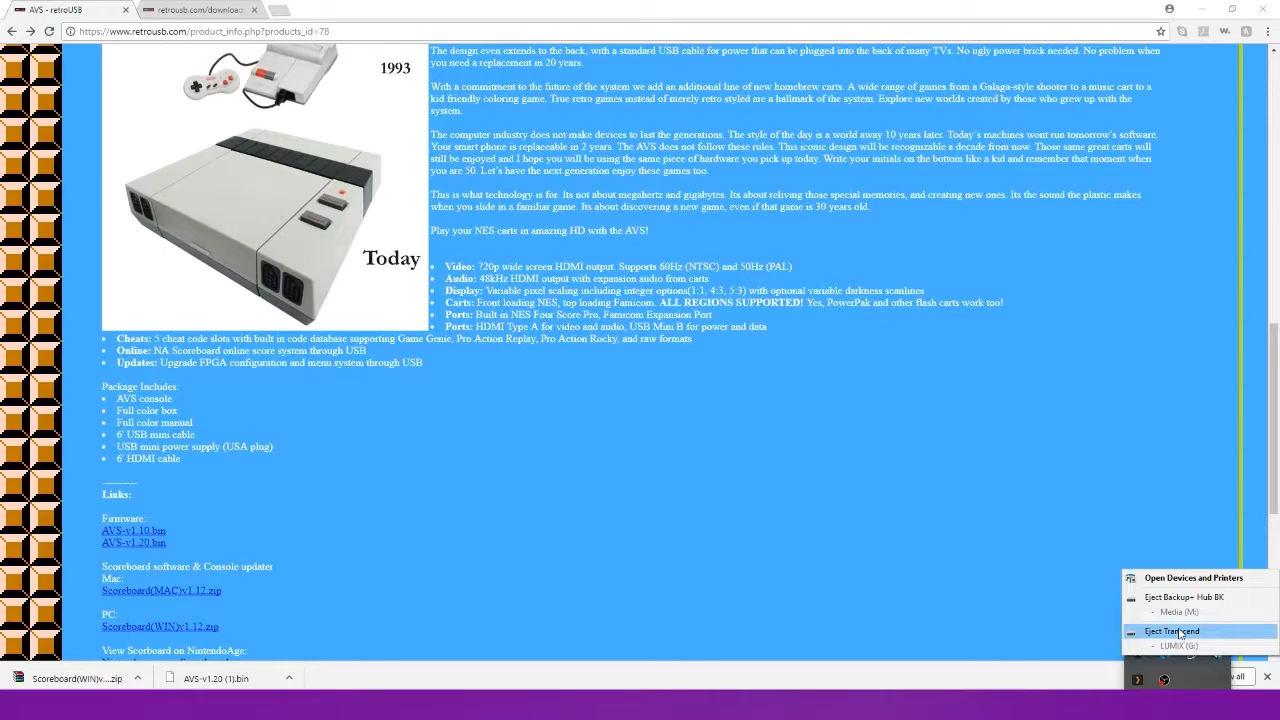 AVS - retroUSB
retrousb.com/download
https://www.retrousb.com/product_info.php?products_id=78
1993
Today
The design even extends to the back, with a standard USB cable for power that can be plugged into the back of many TVs. No ugly power brick needed. No problem when
you need a replacement in 20 years.
With a commitment to the future of the system we add an additional line of new homebrew carts. A wide range of games from a Galaga-style shooter to a music cart to a
kid friendly coloring game. True retro games instead of merely retro styled are a hallmark of the system. Explore new worlds created by those who grew up with the
system.
The computer industry does not make devices to last the generations. The style of the day is a world away 10 years later. Today's machines wont run tomorrow's software.
Your smart phone is replaceable in 2 years. The AVS does not follow these rules. This iconic design will be recognizable a decade from now. Those same great carts will
still be enjoyed and I hope you will be using the same piece of hardware you pick up today. Write your initials on the bottom like a kid and remember that moment when
you are 50. Let's have the next generation enjoy these games too.
This is what technology is for. Its not about megahertz and gigabytes. Its about reliving those special memories, and creating new ones. Its the sound the plastic makes
when you slide in a familiar game. Its about discovering a new game, even if that game is 30 years old.
Play your NES carts in amazing HD with the AVS!
• Video: 720p wide screen HDMI output. Supports 60Hz (NTSC) and 50Hz (PAL)
• Audio: 48kHz HDMI output with expansion audio from carts
• Display: Variable pixel scaling including integer options(1:1, 4:3, 5:3) with optional variable darkness scanlines
• Carts: Front loading NES, top loading Famicom. ALL REGIONS SUPPORTED! Yes, PowerPak and other flash carts work too!
• Ports: Built in NES Four Score Pro, Famicom Expansion Port
• Ports: HDMI Type A for video and audio, USB Mini B for power and data
• Cheats: 5 cheat code slots with built in code database supporting Game Genie, Pro Action Replay, Pro Action Rocky, and raw formats
• Online: NA Scoreboard online score system through USB
• Updates: Upgrade FPGA configuration and menu system through USB
Package Includes:
• AVS console
• Full color box
• Full color manual
• 6' USB mini cable
• USB mini power supply (USA plug)
• 6' HDMI cable
----------
Links:
Firmware:
AVS-v1.10.bin
AVS-v1.20.bin
Scoreboard software & Console updater
Mac:
Scoreboard(MAC)v1.12.zip
PC:
Scoreboard(WIN)v1.12.zip
View Scoreboard on NintendoAge:
Open Devices and Printers
Eject Backup+ Hub BK
- Media (M:)
Eject Transcend
- LUMIX (G:)
Scoreboard(WIN)v....zip
AVS-v1.20 (1).bin